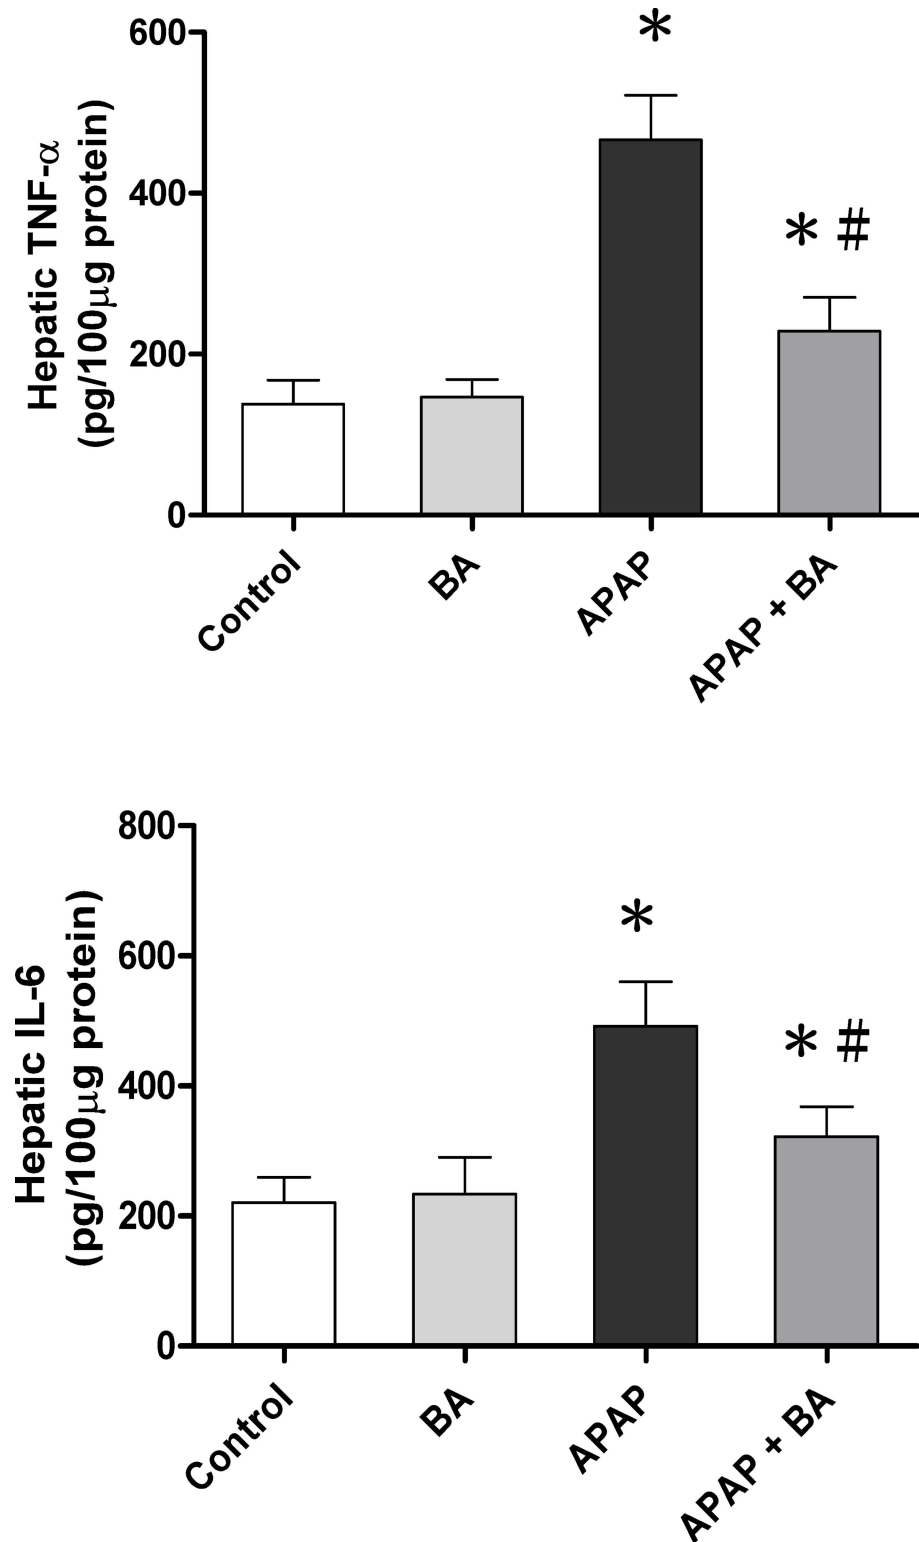 Hepatic TNF-α
(pg/100μg protein)
600
400
200
0
*
* #
Control
BA
APAP
APAP + BA
Hepatic IL-6
(pg/100μg protein)
800
600
400
200
0
*
* #
Control
BA
APAP
APAP + BA